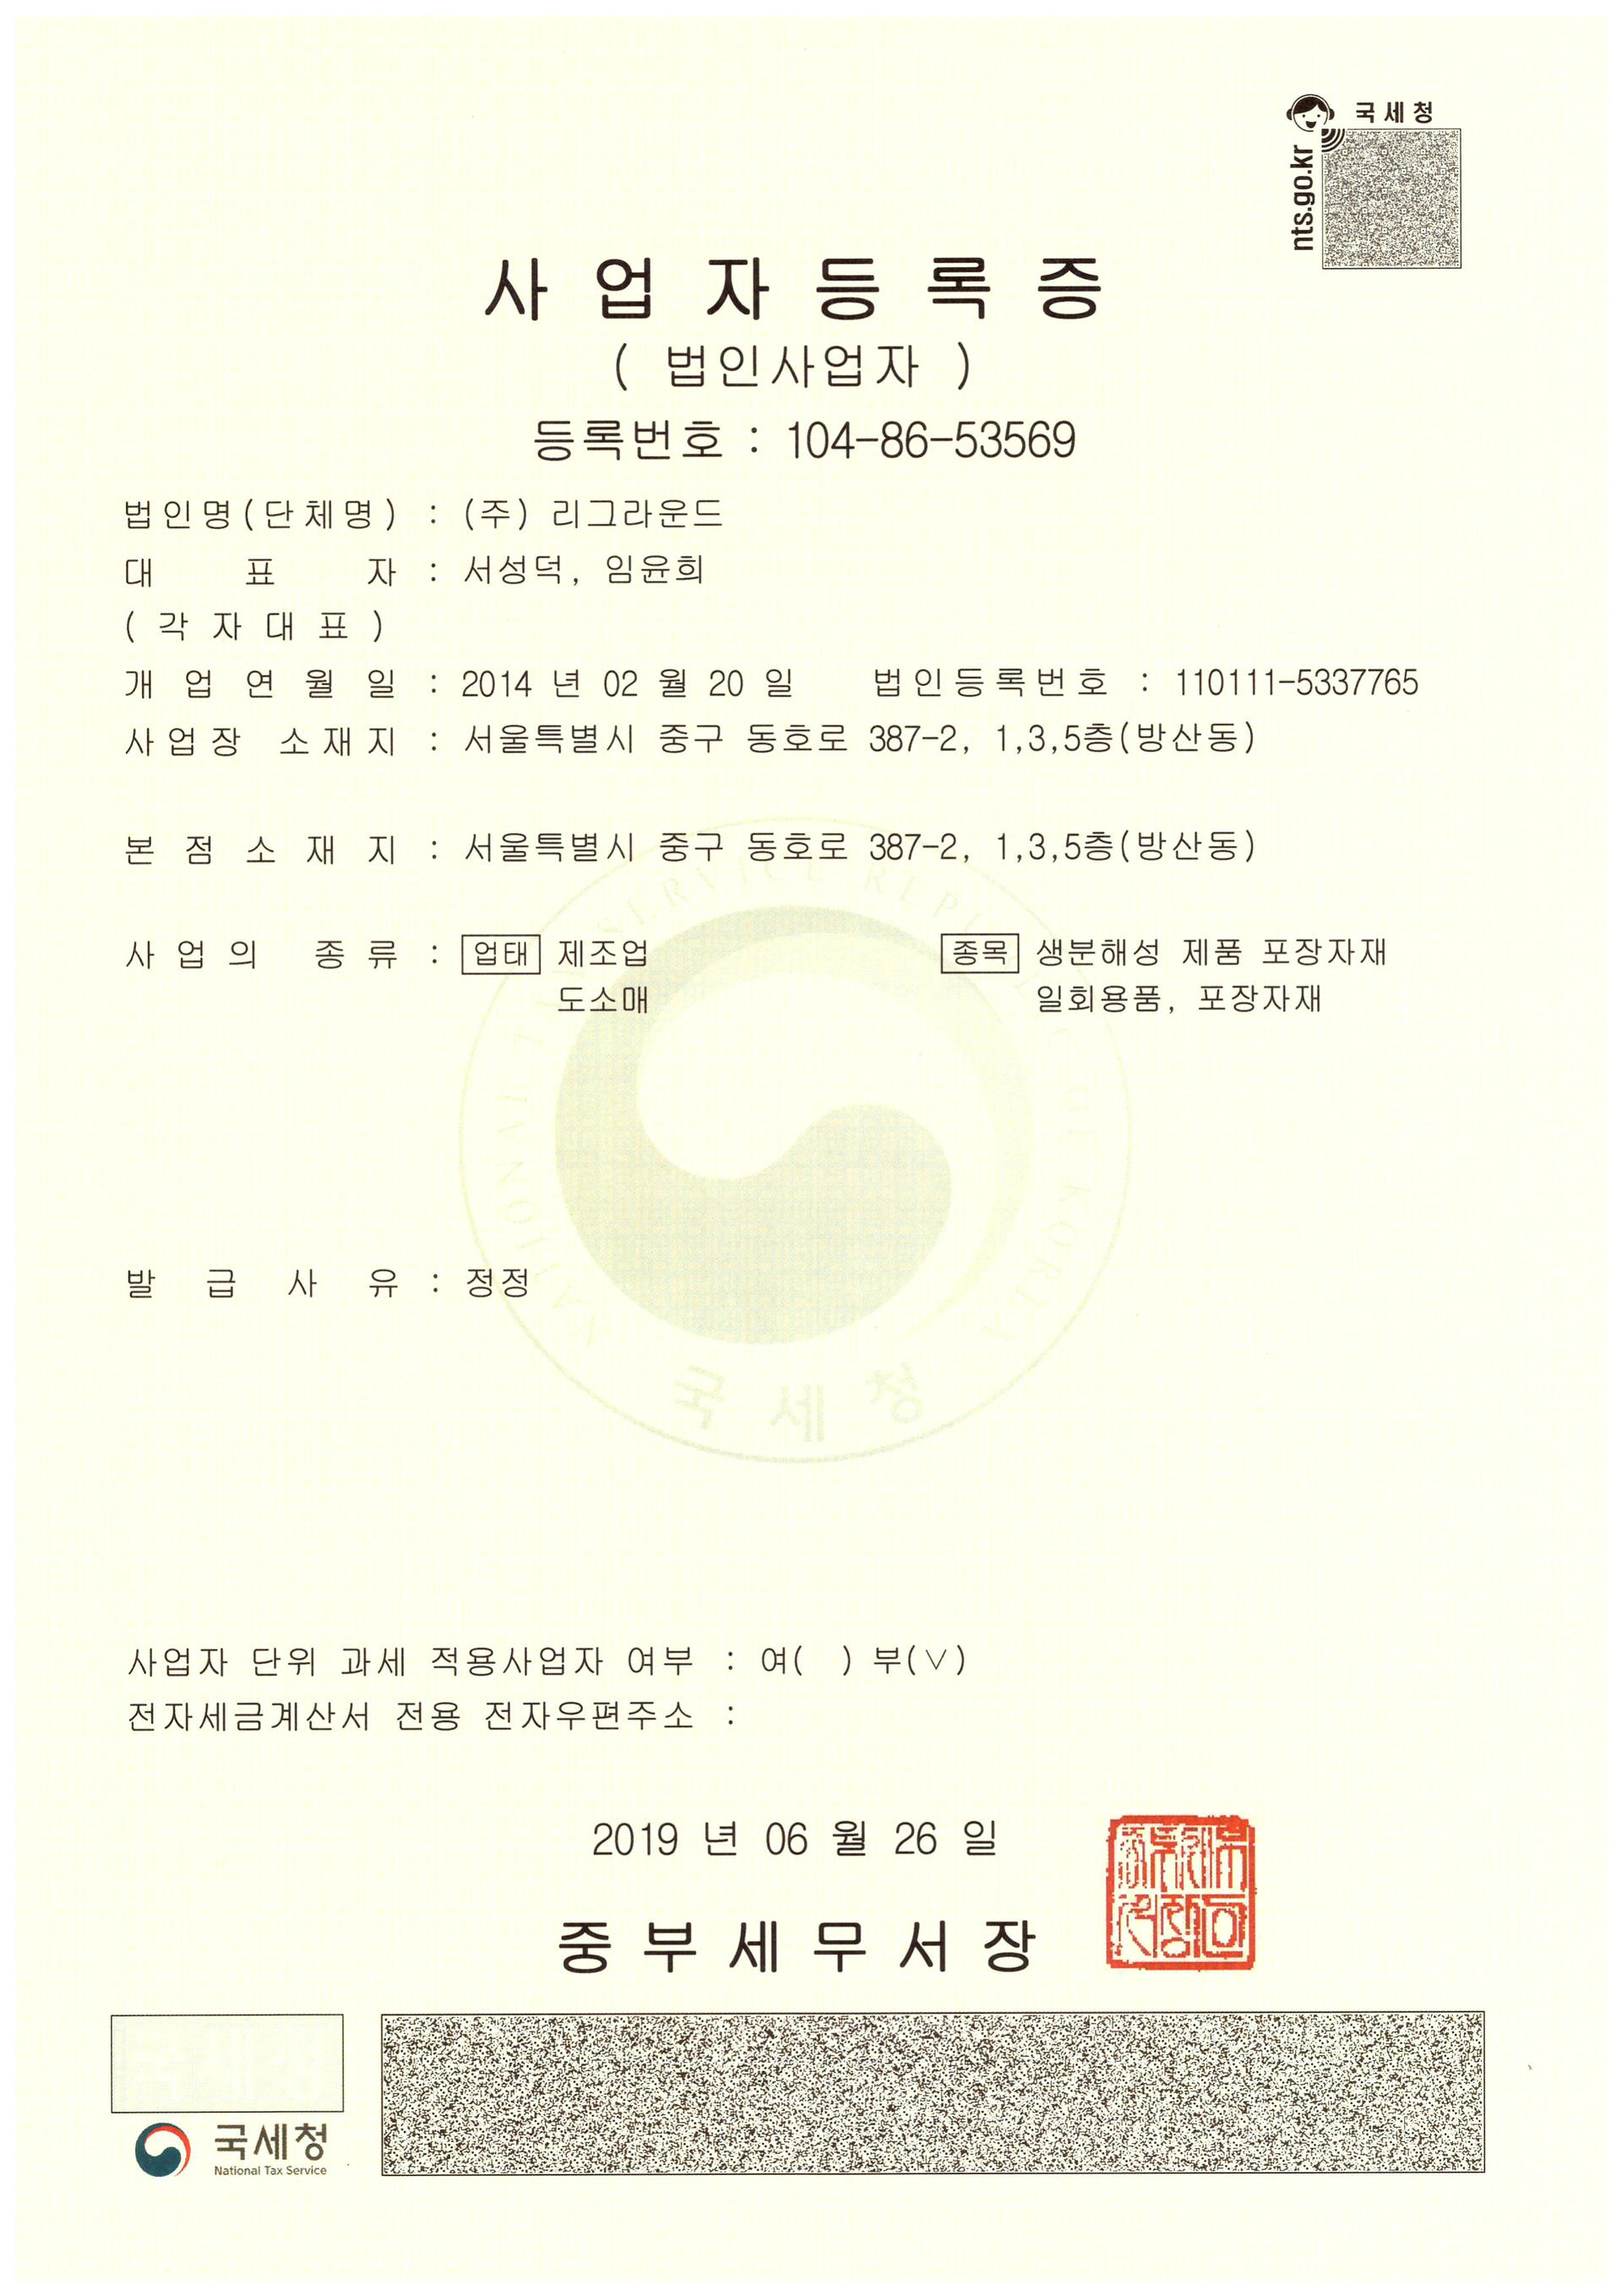 국세청
nts.go.kr
사업자등록증
( 법인사업자 )
등록번호 : 104-86-53569
법인명(단체명) : (주) 리그라운드
대 표 자 : 서성덕, 임윤희
( 각 자 대 표 )
개 업 연 월 일 : 2014 년 02 월 20 일 법인등록번호 : 110111-5337765
사업장 소재지 : 서울특별시 중구 동호로 387-2, 1,3,5층(방산동)
본 점 소 재 지 : 서울특별시 중구 동호로 387-2, 1,3,5층(방산동)
사 업 의 종 류 : 업태 제조업 종목 생분해성 제품 포장자재
도소매 일회용품, 포장자재
발 급 사 유 : 정정
국 세 청
사업자 단위 과세 적용사업자 여부 : 여( ) 부(∨)
전자세금계산서 전용 전자우편주소 :
2019 년 06 월 26 일
중부세무서장
국세청
National Tax Service